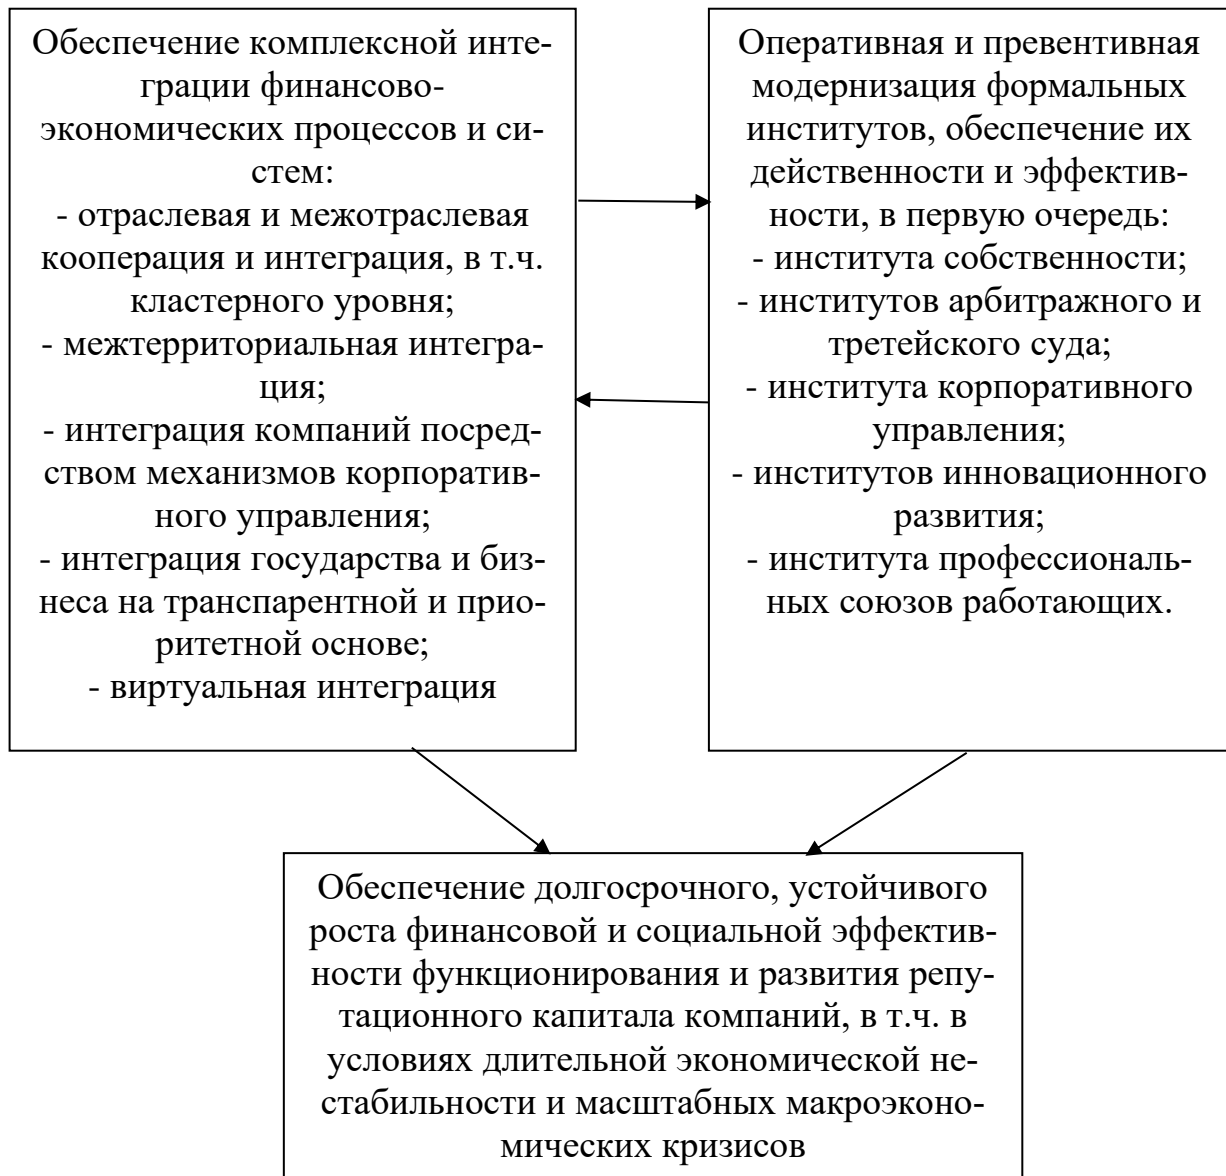 Обеспечение комплексной инте-
грации финансово-
экономических процессов и си-
стем:
- отраслевая и межотраслевая
кооперация и интеграция, в т.ч.
кластерного уровня;
- межтерриториальная интегра-
ция;
- интеграция компаний посред-
ством механизмов корпоратив-
ного управления;
- интеграция государства и биз-
неса на транспарентной и прио-
ритетной основе;
- виртуальная интеграция
Оперативная и превентивная
модернизация формальных
институтов, обеспечение их
действенности и эффектив-
ности, в первую очередь:
- института собственности;
- институтов арбитражного и
третейского суда;
- института корпоративного
управления;
- институтов инновационного
развития;
- института профессиональ-
ных союзов работающих.
Обеспечение долгосрочного, устойчивого
роста финансовой и социальной эффектив-
ности функционирования и развития репу-
тационного капитала компаний, в т.ч. в
условиях длительной экономической не-
стабильности и масштабных макроэконо-
мических кризисов